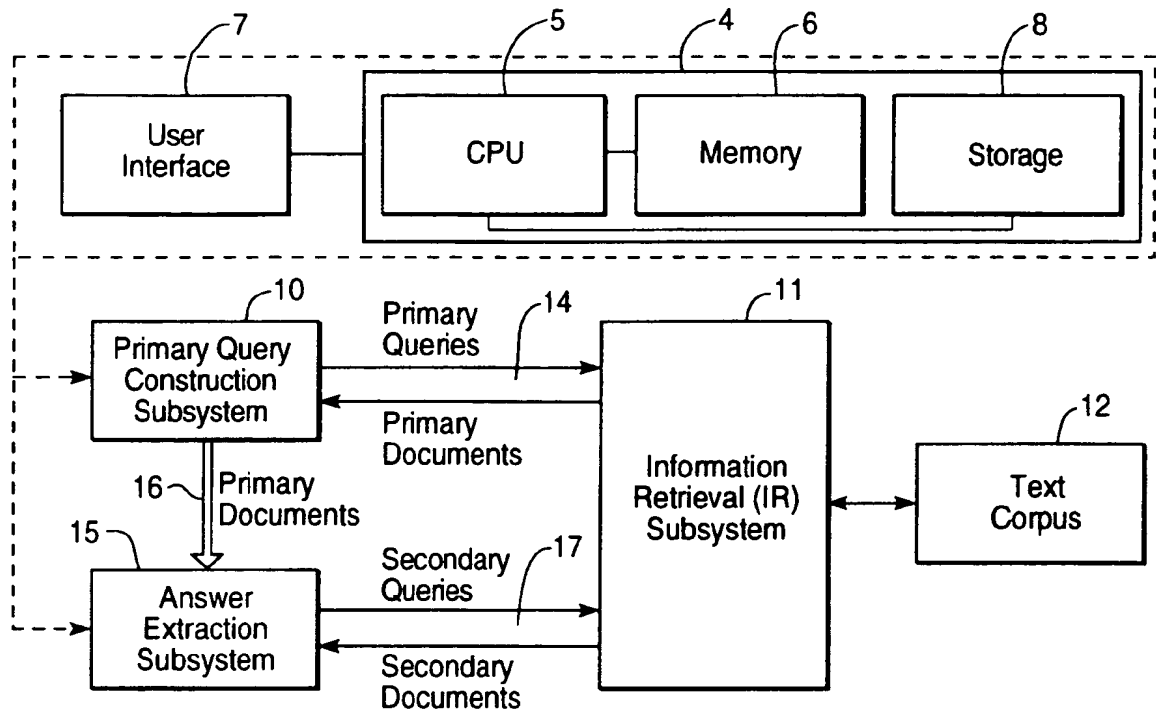 7
5
4
6
8
User
Interface
CPU
Memory
Storage
10
Primary
Queries
14
11
Primary Query
Construction
Subsystem
Primary
Documents
12
16
Primary
Documents
Information
Retrieval (IR)
Subsystem
Text
Corpus
15
Secondary
Queries
17
Answer
Extraction
Subsystem
Secondary
Documents